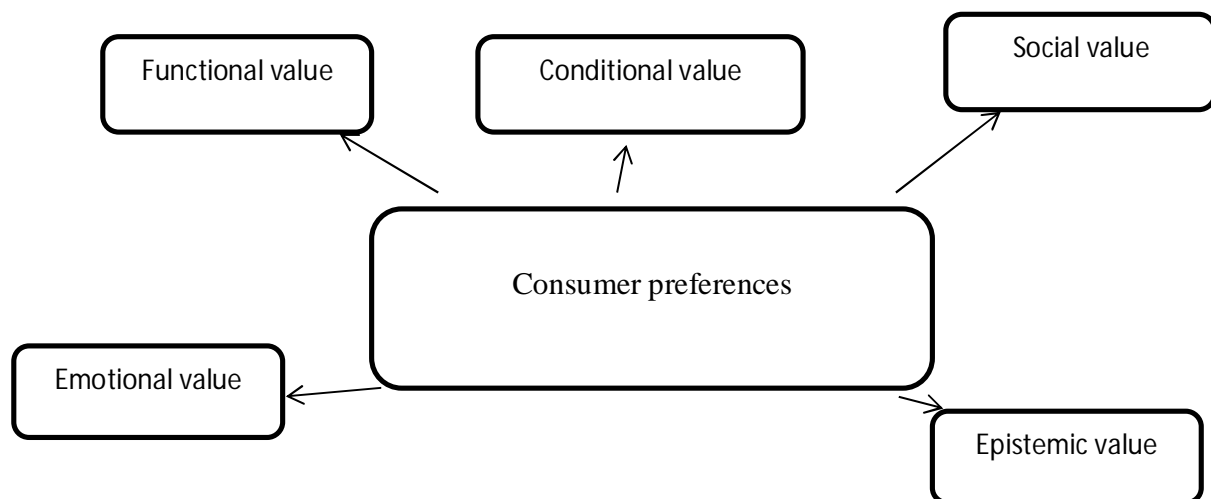 Functional value
Conditional value
Social value
Consumer preferences
Emotional value
Epistemic value